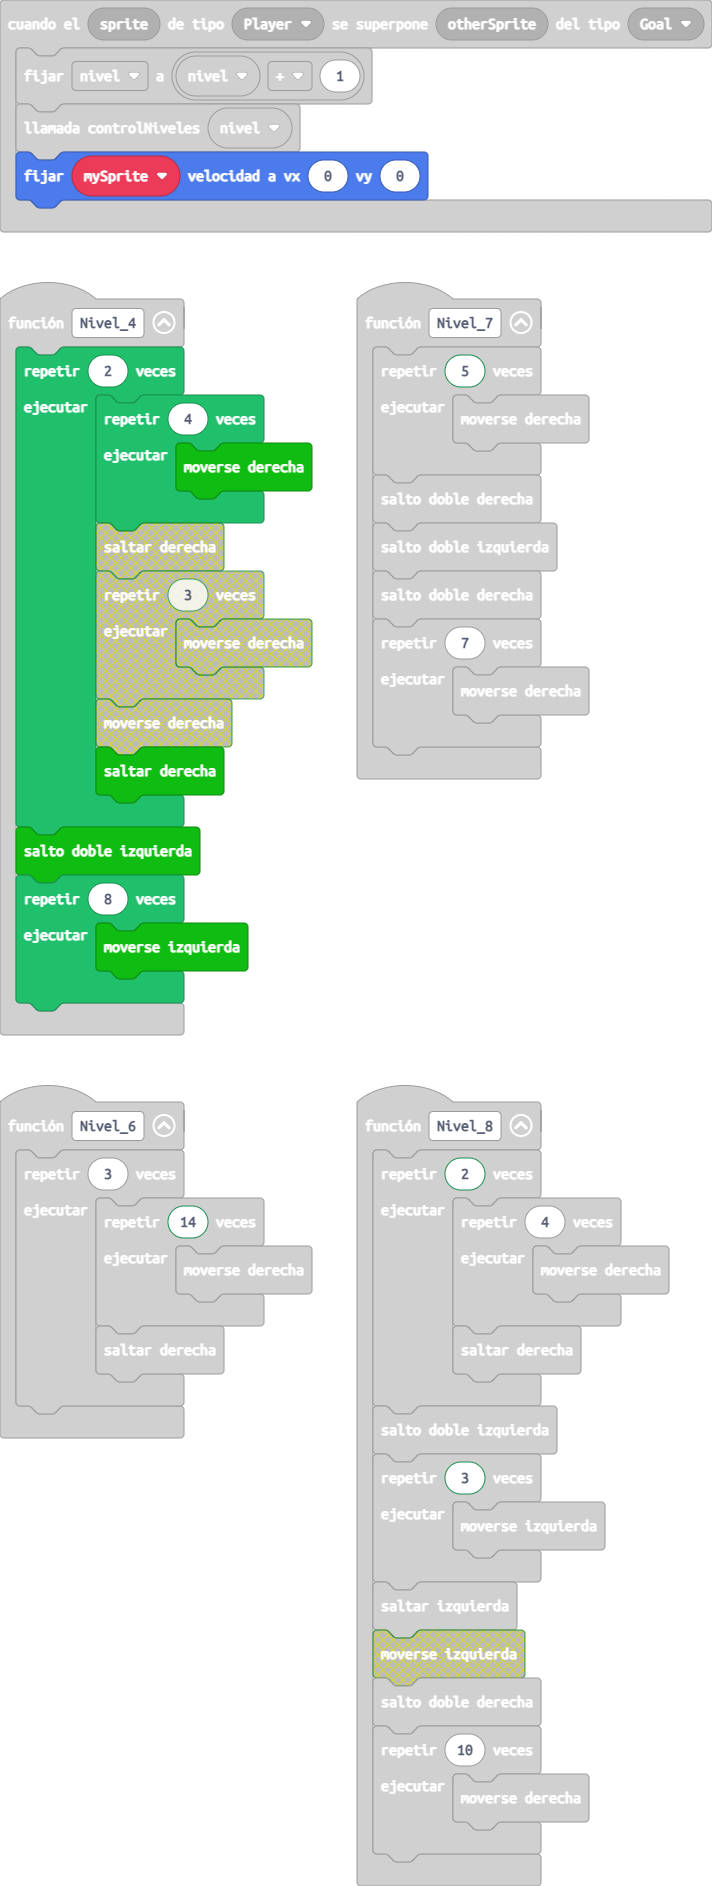 cuando el sprite de tipo Player se superpone otherSprite del tipo Goal
fijar nivel a nivel + 1
llamada controlNiveles nivel
fijar mySprite velocidad a vx 0 vy 0
función Nivel_4
repetir 2 veces
ejecutar
repetir 4 veces
ejecutar
moverse derecha
saltar derecha
repetir 3 veces
ejecutar
moverse derecha
moverse derecha
saltar derecha
salto doble izquierda
repetir 8 veces
ejecutar
moverse izquierda
función Nivel_7
repetir 5 veces
ejecutar
moverse derecha
salto doble derecha
salto doble izquierda
salto doble derecha
repetir 7 veces
ejecutar
moverse derecha
función Nivel_6
repetir 3 veces
ejecutar
repetir 14 veces
ejecutar
moverse derecha
saltar derecha
función Nivel_8
repetir 2 veces
ejecutar
repetir 4 veces
ejecutar
moverse derecha
saltar derecha
salto doble izquierda
repetir 3 veces
ejecutar
moverse izquierda
saltar izquierda
moverse izquierda
salto doble derecha
repetir 10 veces
ejecutar
moverse derecha